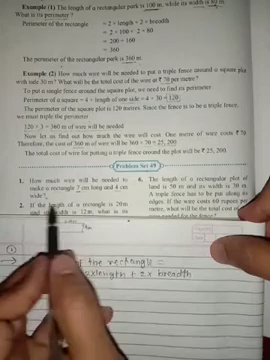 Example (1) The length of a rectangular park is 100 m, while its width is 80 m.
What is its perimeter ?
Perimeter of the rectangle = 2 × length + 2 × breadth
= 2 × 100 + 2 × 80
= 200 + 160
= 360
The perimeter of the rectangular park is 360 m.
Example (2) How much wire will be needed to put a triple fence around a square plot
with side 30 m? What will be the total cost of the wire at ₹ 70 per metre?
To put a single fence around the plot, we need to find its perimeter.
Perimeter of a square = 4 × length of one side = 4 × 30 = 120
The perimeter of the square plot is 120 metres. Since the fence is to be a triple fence,
we must triple the perimeter.
120 × 3 = 360 m of wire will be needed
Now let us find out how much the wire will cost. One metre of wire costs ₹ 70
Therefore, the cost of 360 m of wire will be 360 × 70 = 25,200
The total cost of wire for putting a triple fence around the plot will be ₹ 25,200.
Problem Set 49
1. How much wire will be needed to
make a rectangle 7 cm long and 4 cm
wide?
2. If the length of a rectangle is 20m
and its width is 12m, what is its
4. The length of a rectangular plot of
land is 50 m and its width is 30 m.
A triple fence has to be put along its
edges. If the wire costs 60 rupees per
metre, what will be the total cost of
the rectangle =
length + 2 x breadth